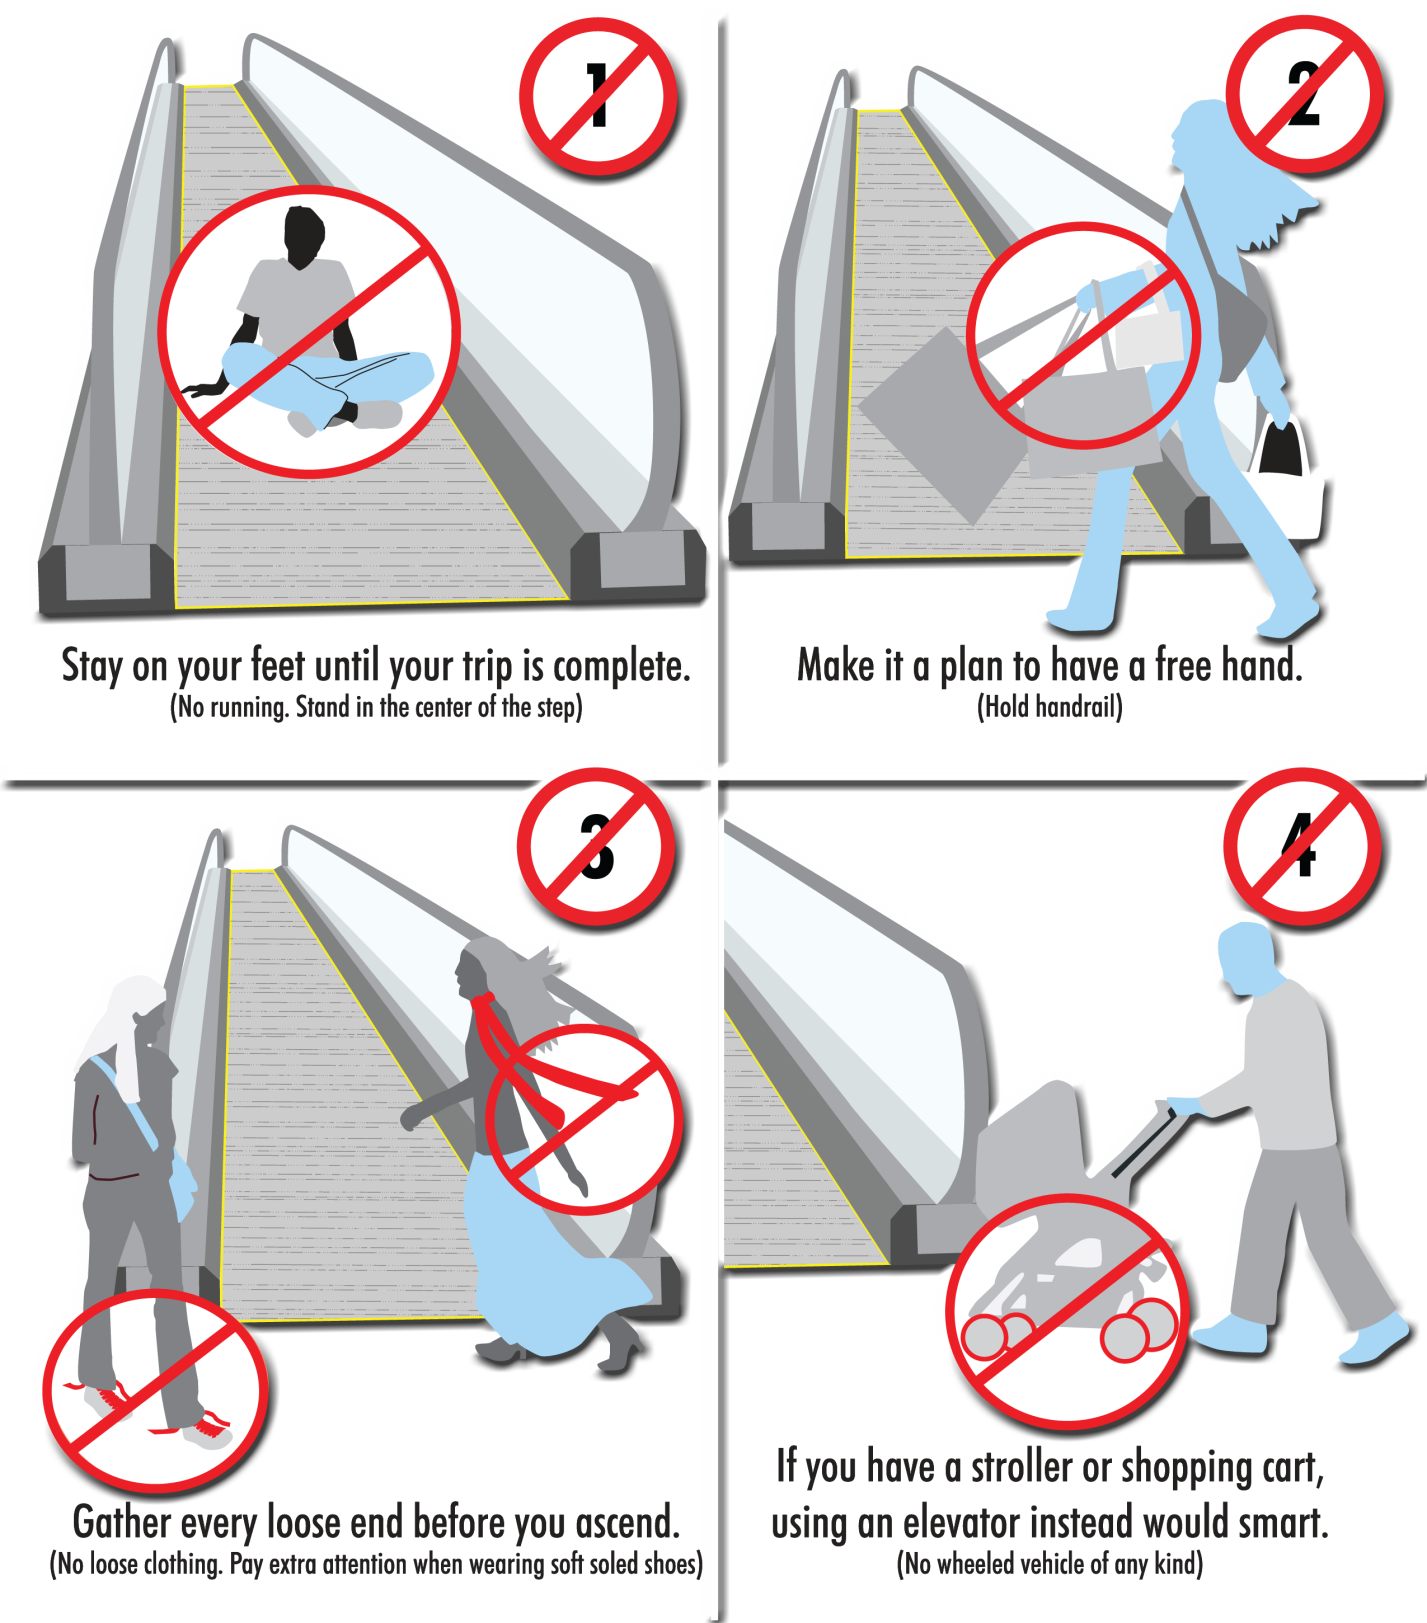 1
Stay on your feet until your trip is complete.
(No running. Stand in the center of the step)
2
Make it a plan to have a free hand.
(Hold handrail)
3
Gather every loose end before you ascend.
(No loose clothing. Pay extra attention when wearing soft soled shoes)
4
If you have a stroller or shopping cart,
using an elevator instead would smart.
(No wheeled vehicle of any kind)